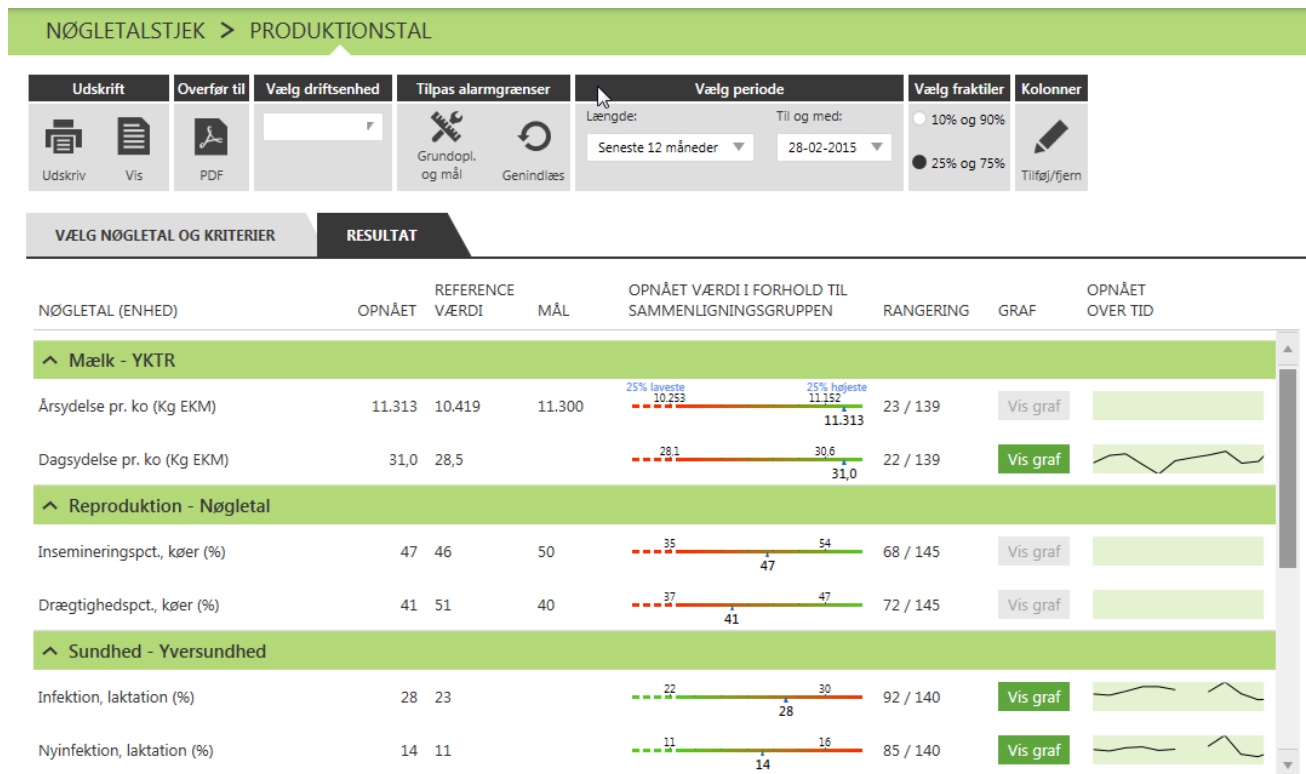 NØGLETALSTJEK > PRODUKTIONSTAL
Udskrift Overfør til Vælg driftsenhed Tilpas alarmgrænser Vælg periode Vælg fraktiler Kolonner
Længde: Til og med: 10% og 90%
Seneste 12 måneder 28-02-2015
Grundopl. 25% og 75%
Udskriv Vis PDF og mål Genindlæs Tilføj/fjern
VÆLG NØGLETAL OG KRITERIER RESULTAT
REFERENCE OPNÅET VÆRDI I FORHOLD TIL OPNÅET
NØGLETAL (ENHED) OPNÅET VÆRDI MÅL SAMMENLIGNINGSGRUPPEN RANGERING GRAF OVER TID
Mælk - YKTR
25% laveste 25% højeste
10.253 11.152
Årsydelse pr. ko (Kg EKM) 11.313 10.419 11.300 23 / 139 Vis graf
11.313
28,1 30,6
Dagsydelse pr. ko (Kg EKM) 31,0 28,5 22 / 139 Vis graf
31,0
Reproduktion - Nøgletal
35 54
Insemineringspct., køer (%) 47 46 50 68 / 145 Vis graf
47
37 47
Drægtighedspct., køer (%) 41 51 40 72 / 145 Vis graf
41
Sundhed - Yversundhed
22 30
Infektion, laktation (%) 28 23 92 / 140 Vis graf
28
11 16
Nyinfektion, laktation (%) 14 11 85 / 140 Vis graf
14